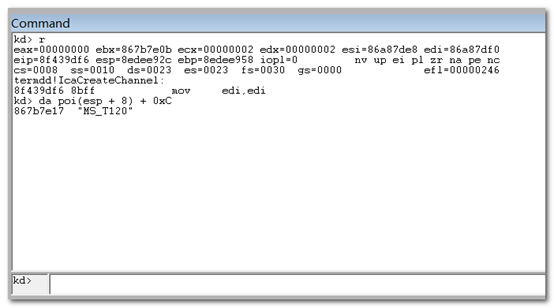 Command
kd> r
eax=00000000 ebx=867b7e0b ecx=00000002 edx=00000002 esi=86a87de8 edi=86a87df0
eip=8f439df6 esp=8edee92c ebp=8edee958 iopl=0 nv up ei pl zr na pe nc
cs=0008 ss=0010 ds=0023 es=0023 fs=0030 gs=0000 efl=00000246
termdd!IcaCreateChannel:
8f439df6 8bff mov edi,edi
kd> da poi(esp + 8) + 0xC
867b7e17 "MS_T120"
kd>